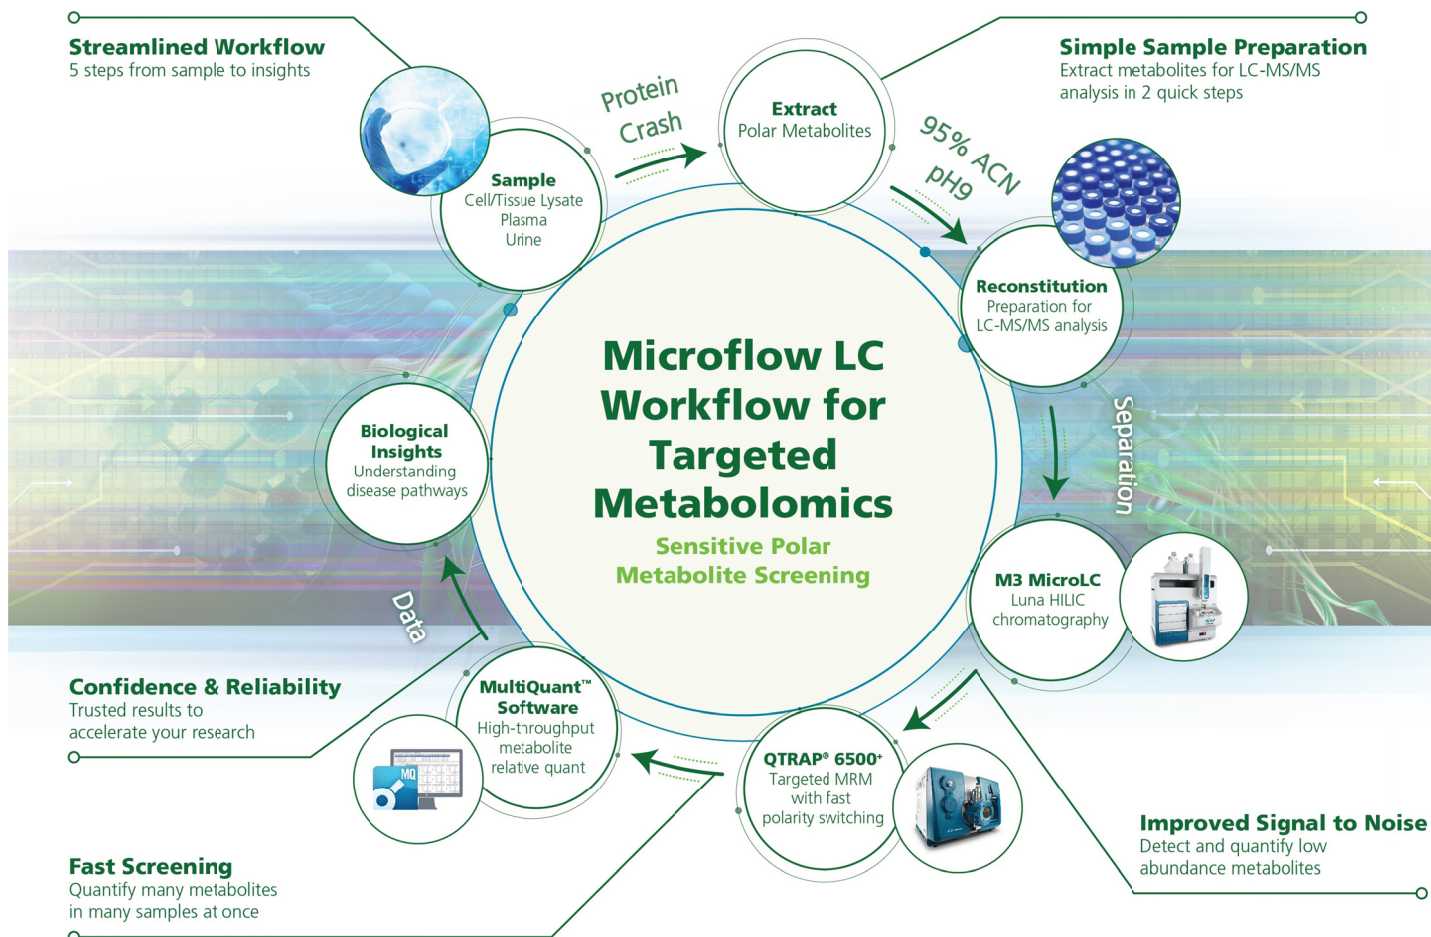 Streamlined Workflow
5 steps from sample to insights
Simple Sample Preparation
Extract metabolites for LC-MS/MS
analysis in 2 quick steps
Protein
Crash
Extract
Polar Metabolites
95% ACN
pH9
Sample
Cell/Tissue Lysate
Plasma
Urine
Reconstitution
Preparation for
LC-MS/MS analysis
Microflow LC
Workflow for
Targeted
Metabolomics
Sensitive Polar
Metabolite Screening
Separation
Biological
Insights
Understanding
disease pathways
M3 MicroLC
Luna HILIC
chromatography
Data
Confidence & Reliability
Trusted results to
accelerate your research
MultiQuant™
Software
High-throughput
metabolite
relative quant
MQ
QTRAP® 6500+
Targeted MRM
with fast
polarity switching
Improved Signal to Noise
Detect and quantify low
abundance metabolites
Fast Screening
Quantify many metabolites
in many samples at once